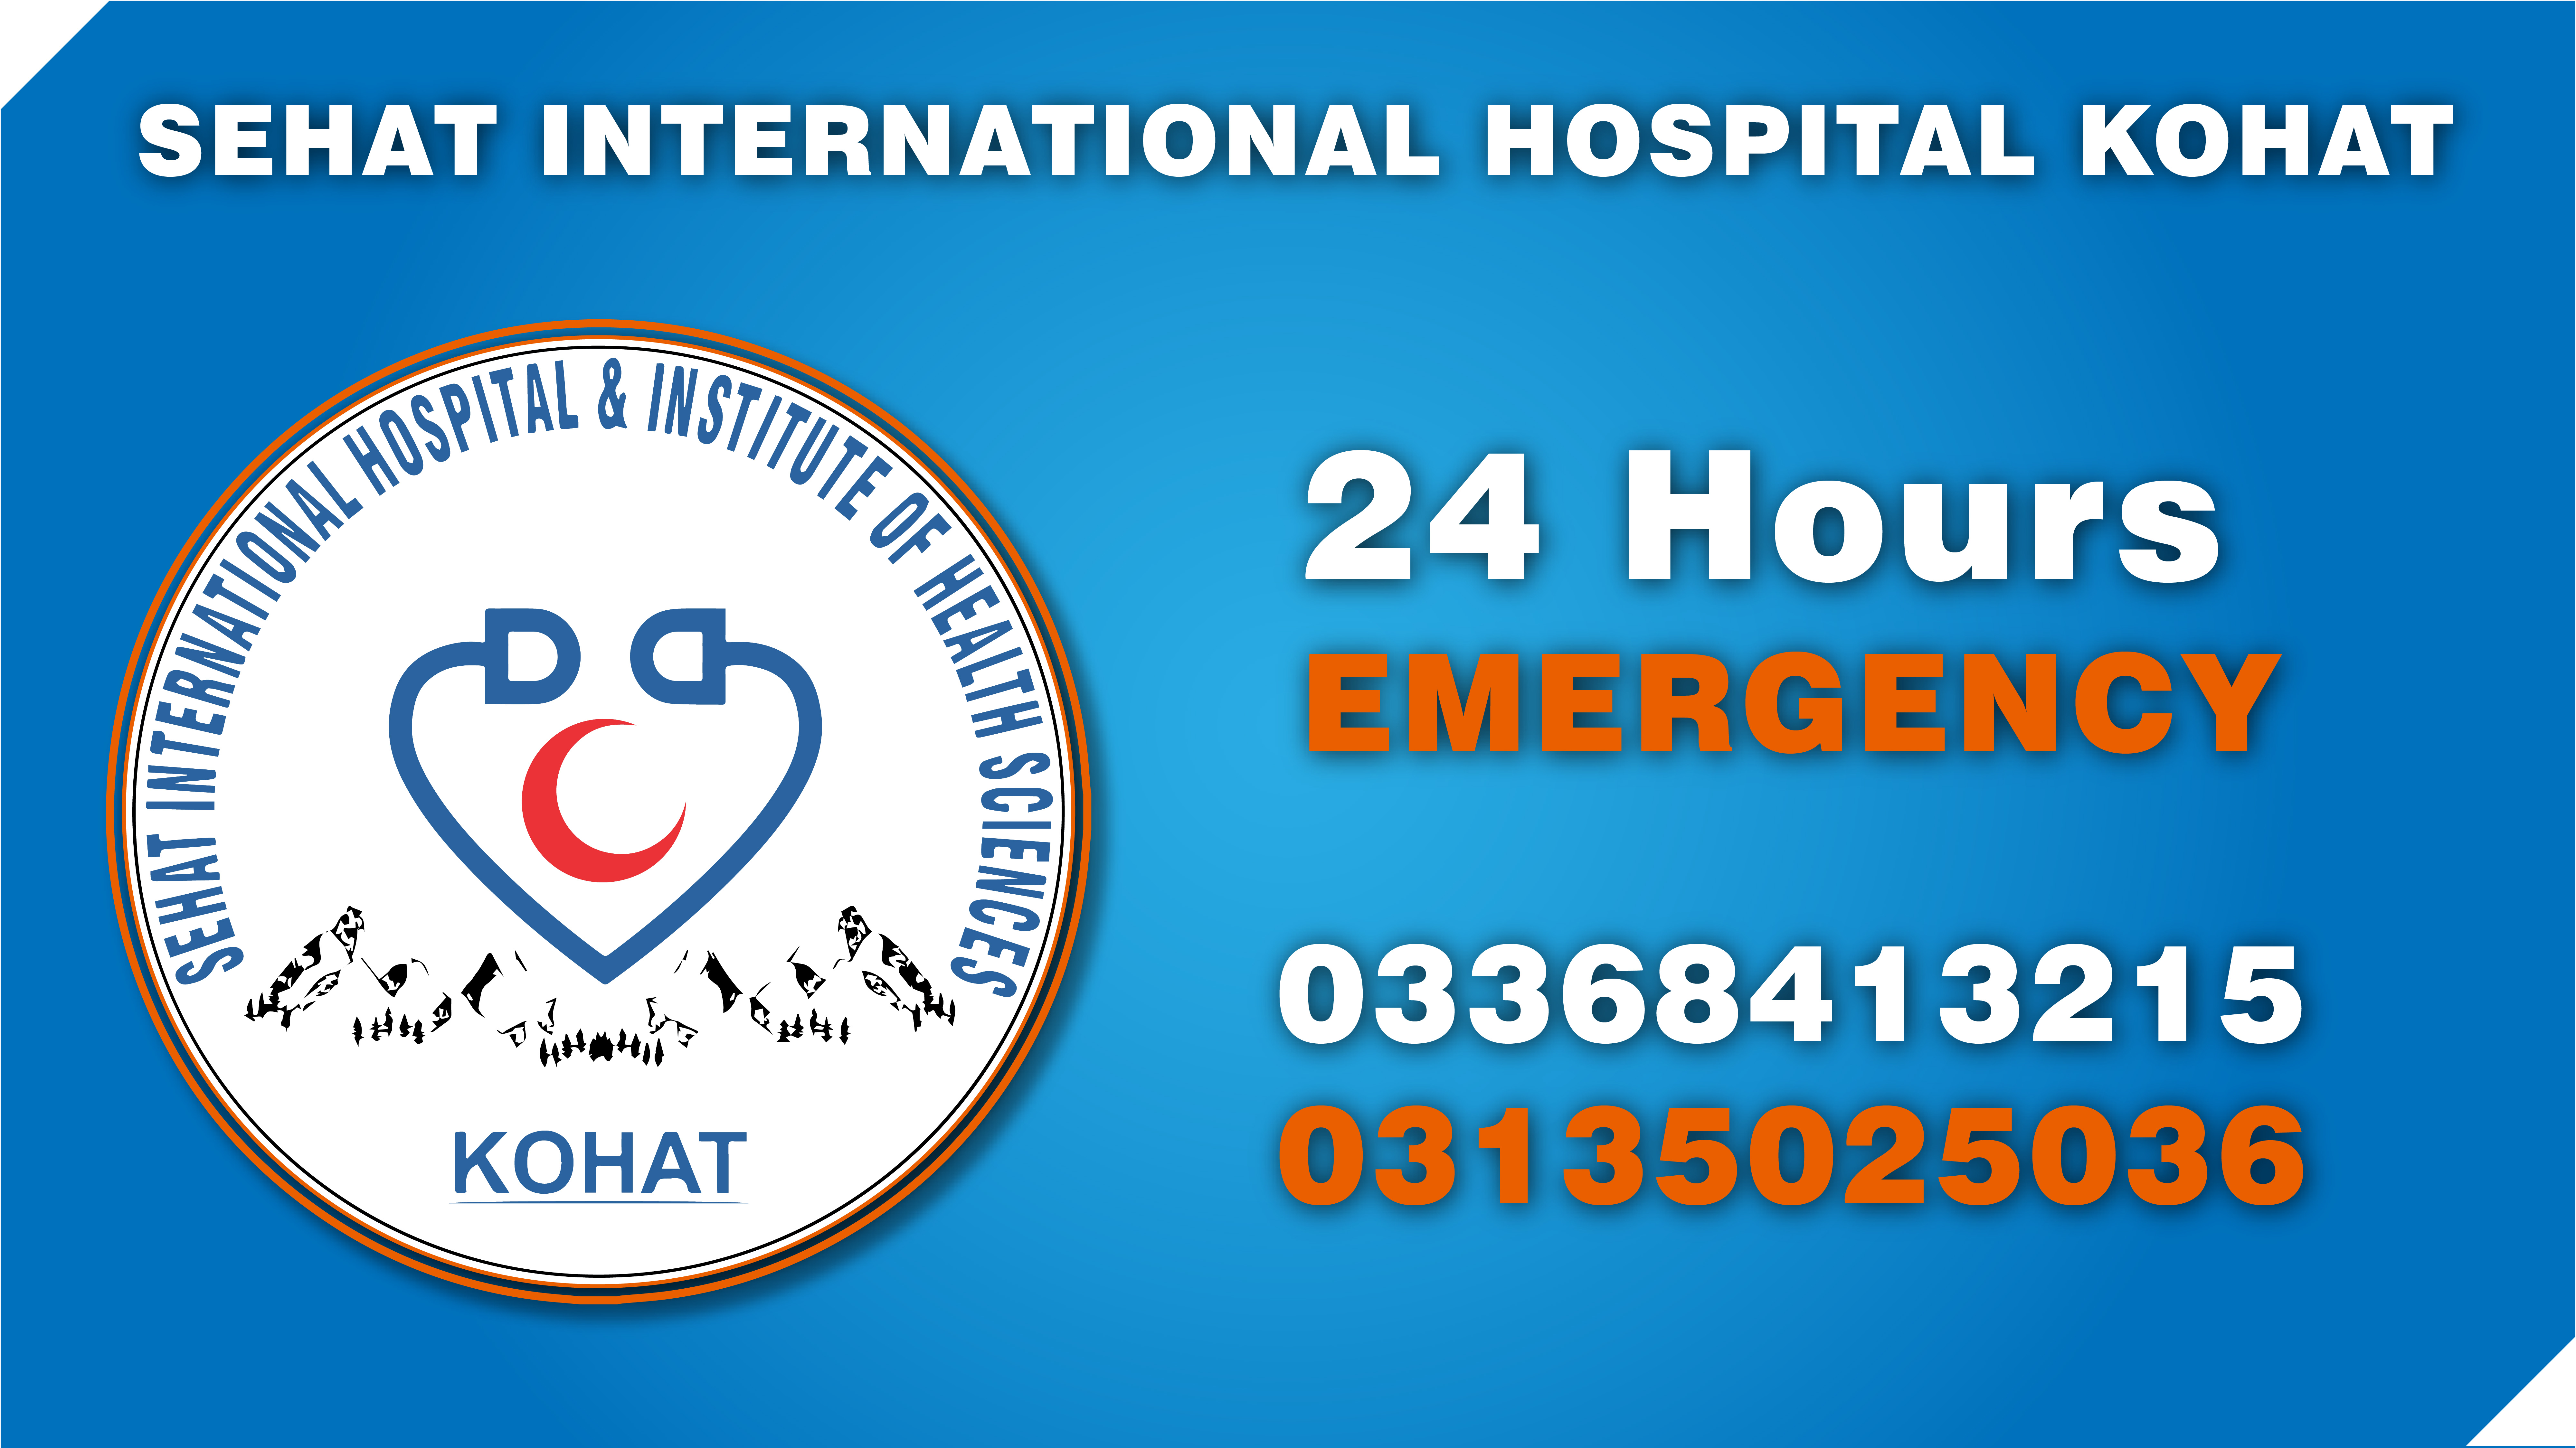 SEHAT INTERNATIONAL HOSPITAL KOHAT
SEHAT INTERNATIONAL HOSPITAL & INSTITUTE OF HEALTH SCIENCES
KOHAT
24 Hours
EMERGENCY
03368413215
03135025036